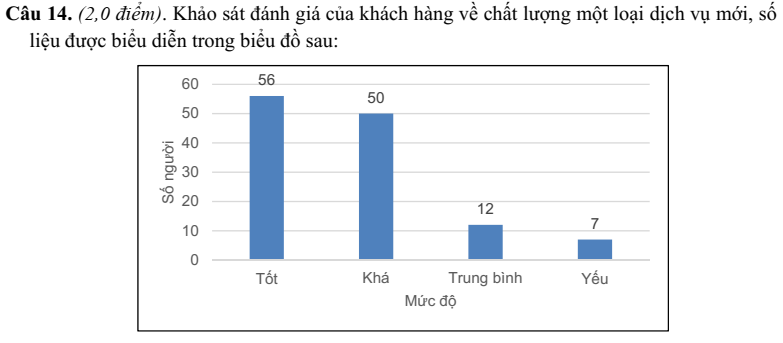 Câu 14. (2,0 điểm). Khảo sát đánh giá của khách hàng về chất lượng một loại dịch vụ mới, số
liệu được biểu diễn trong biểu đồ sau:
60
50
40
30
20
10
0
Số người
56
50
12
7
Tốt Khá Trung bình Yếu
Mức độ